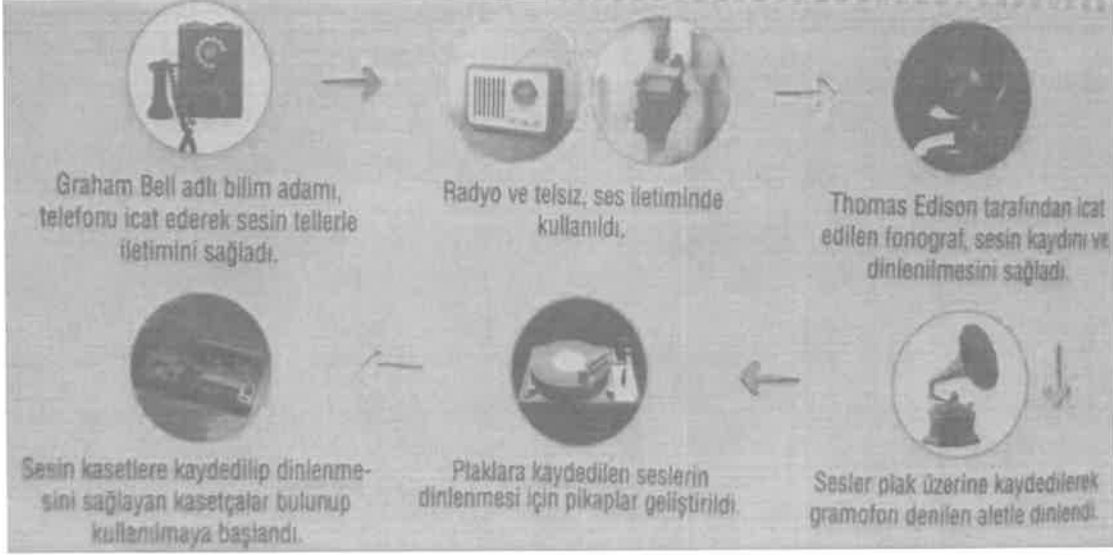 Graham Bell adlı bilim adamı,
telefonu icat ederek sesin tellerle
iletimini sağladı.
Radyo ve telsiz, ses iletiminde
kullanıldı.
Thomas Edison tarafından icat
edilen fonograf, sesin kaydını ve
dinlenilmesini sağladı.
Sesler plak üzerine kaydedilerek
gramofon denilen aletle dinlendi.
Plaklara kaydedilen seslerin
dinlenmesi için pikaplar geliştirildi.
Sesin kasetlere kaydedilip dinlenme-
sini sağlayan kasetçalar bulunup
kullanılmaya başlandı.